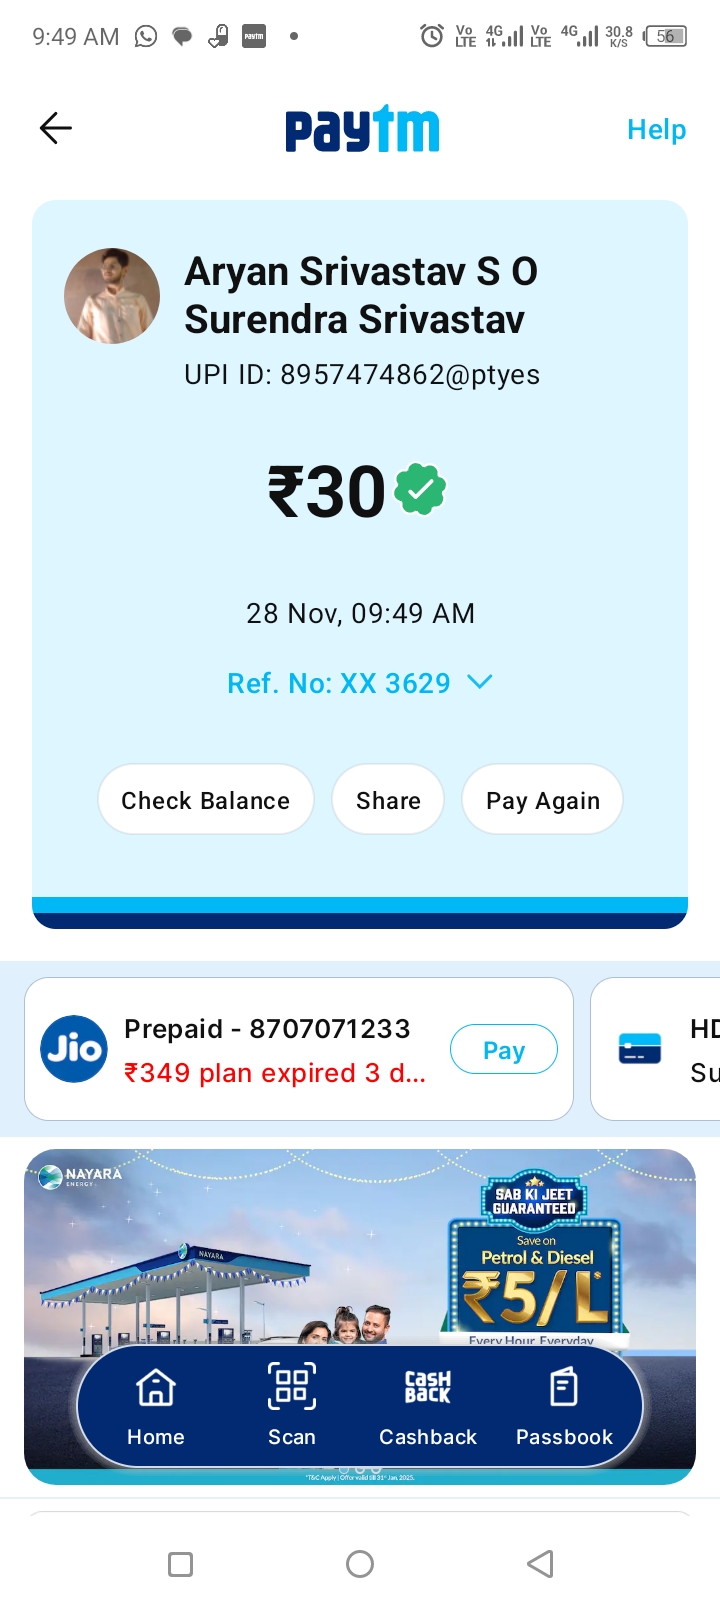 9:49 AM
Vo LTE 4G Vo LTE 4G 30.8 K/S 56
paytm
Help
Aryan Srivastav S O
Surendra Srivastav
UPI ID: 8957474862@ptyes
₹30
28 Nov, 09:49 AM
Ref. No: XX 3629
Check Balance
Share
Pay Again
Jio
Prepaid - 8707071233
₹349 plan expired 3 d...
Pay
HD
Su
NAYARA
ENERGY
SAB KI JEET
GUARANTEED
Save on
Petrol & Diesel
₹5/L*
Every Hour, Everyday
NAYARA
Home
Scan
CASH BACK
Cashback
Passbook
*T&C Apply | Offer valid till 31st Jan, 2025.